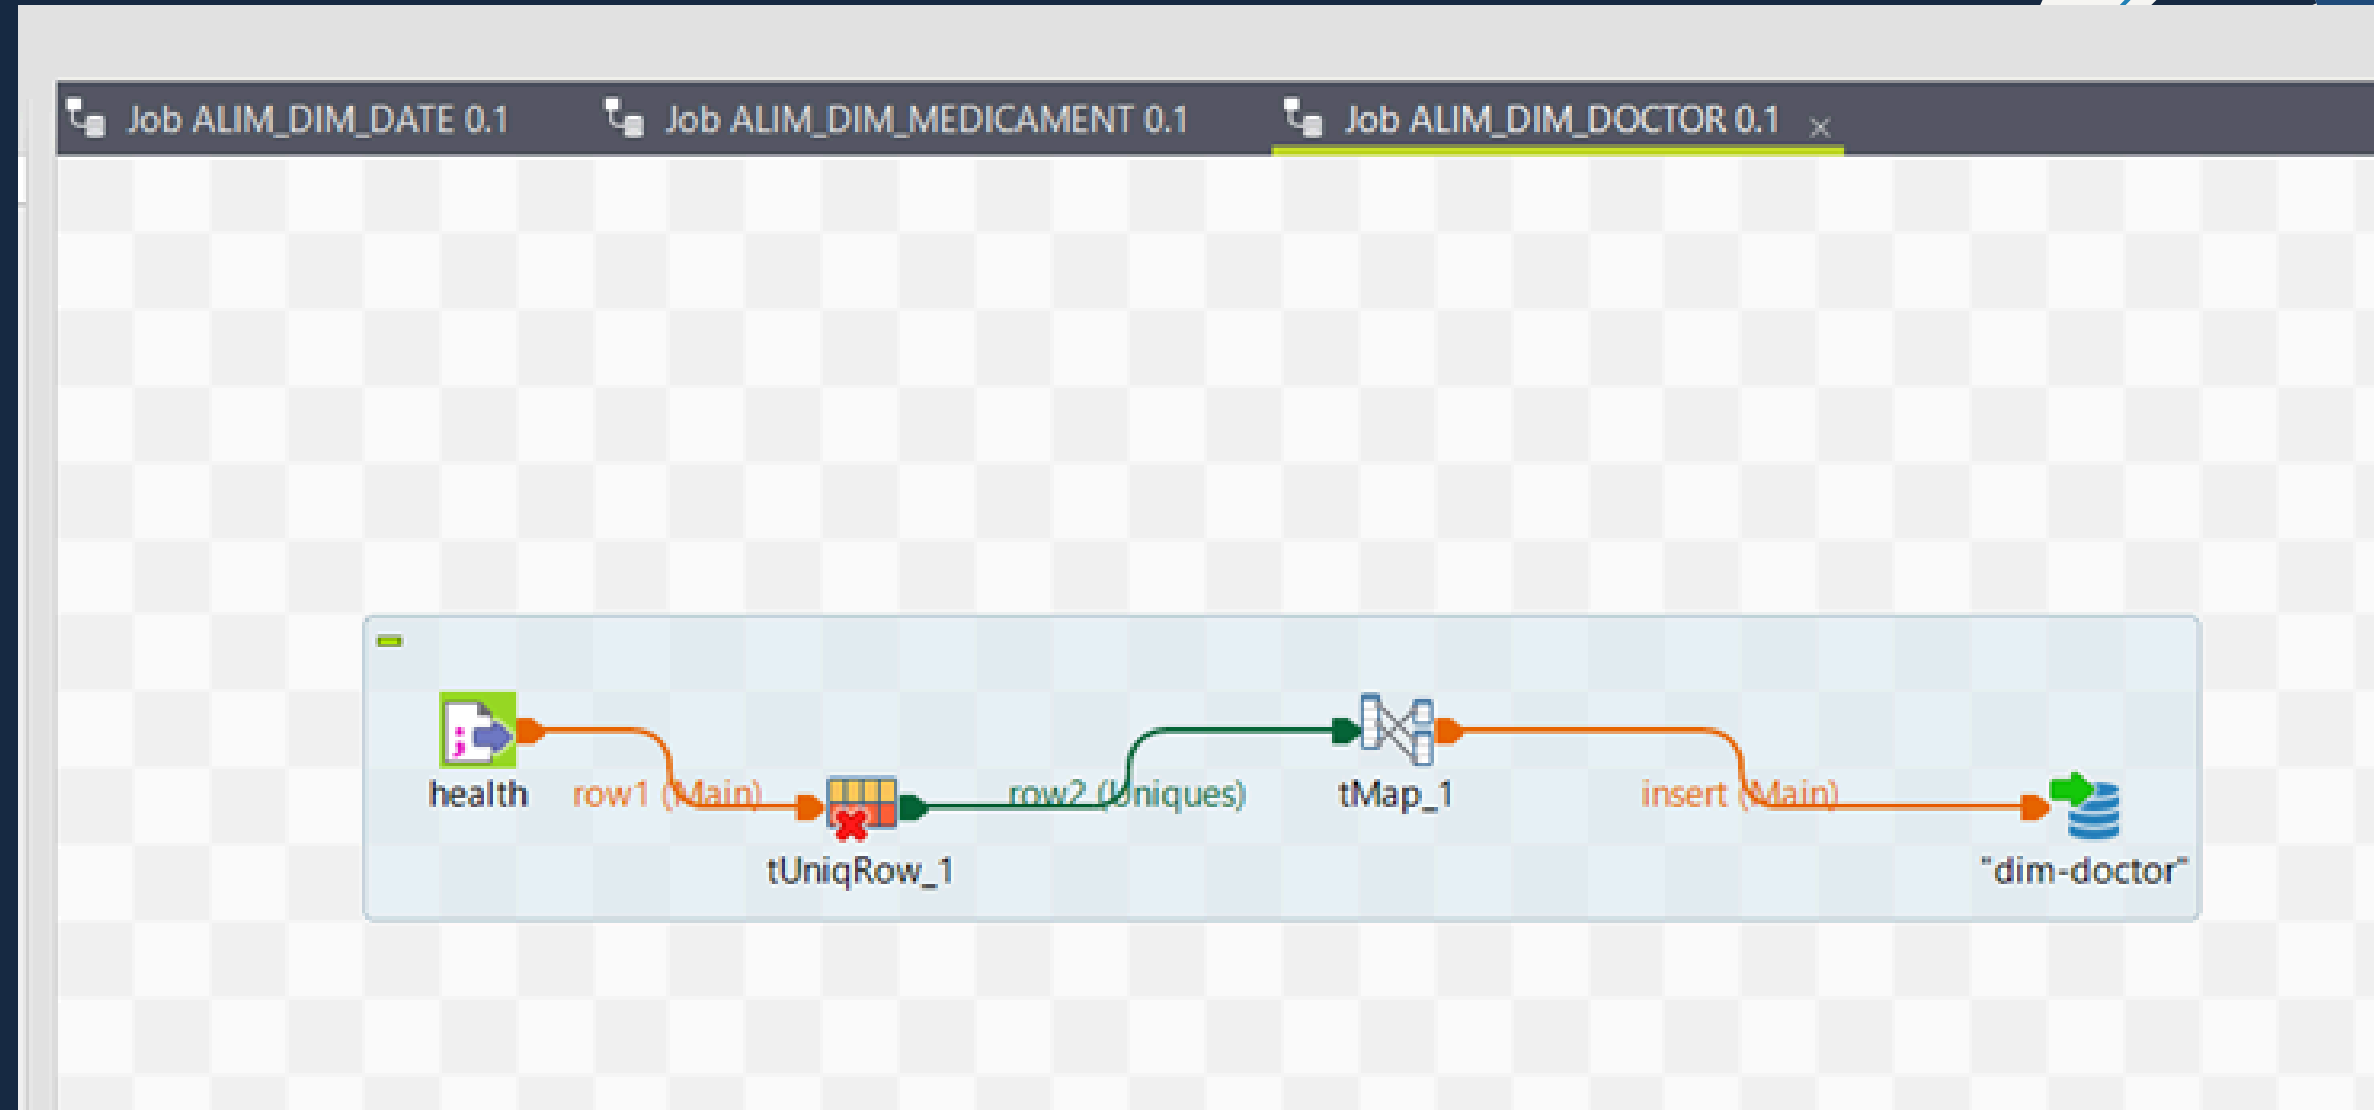 Job ALIM_DIM_DATE 0.1 Job ALIM_DIM_MEDICAMENT 0.1 Job ALIM_DIM_DOCTOR 0.1
health row1 (Main) row2 (Uniques) tMap_1 insert (Main)
tUniqRow_1 "dim-doctor"